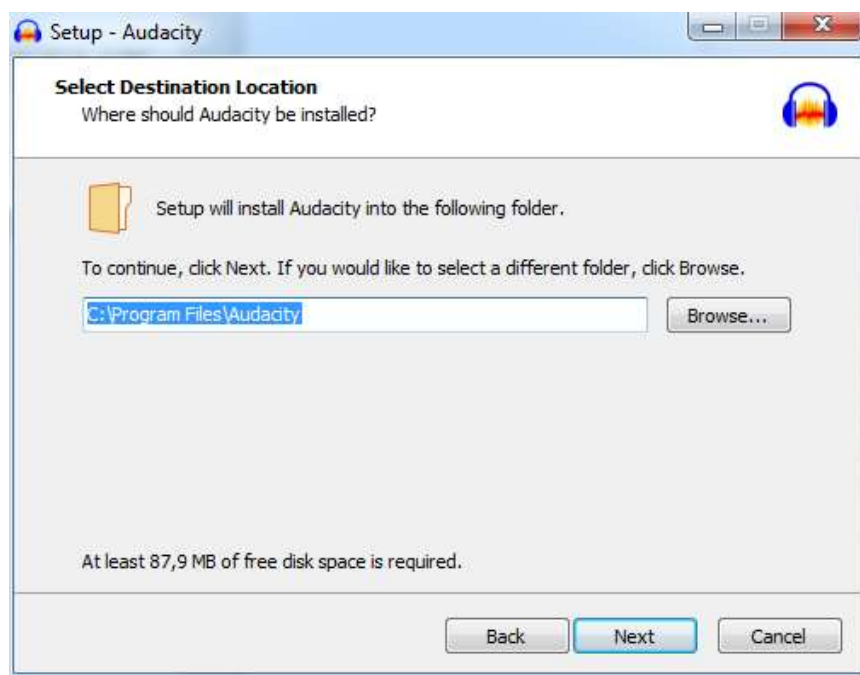 Setup - Audacity
Select Destination Location
Where should Audacity be installed?
Setup will install Audacity into the following folder.
To continue, click Next. If you would like to select a different folder, click Browse.
C:\Program Files\Audacity
Browse...
At least 87,9 MB of free disk space is required.
Back
Next
Cancel